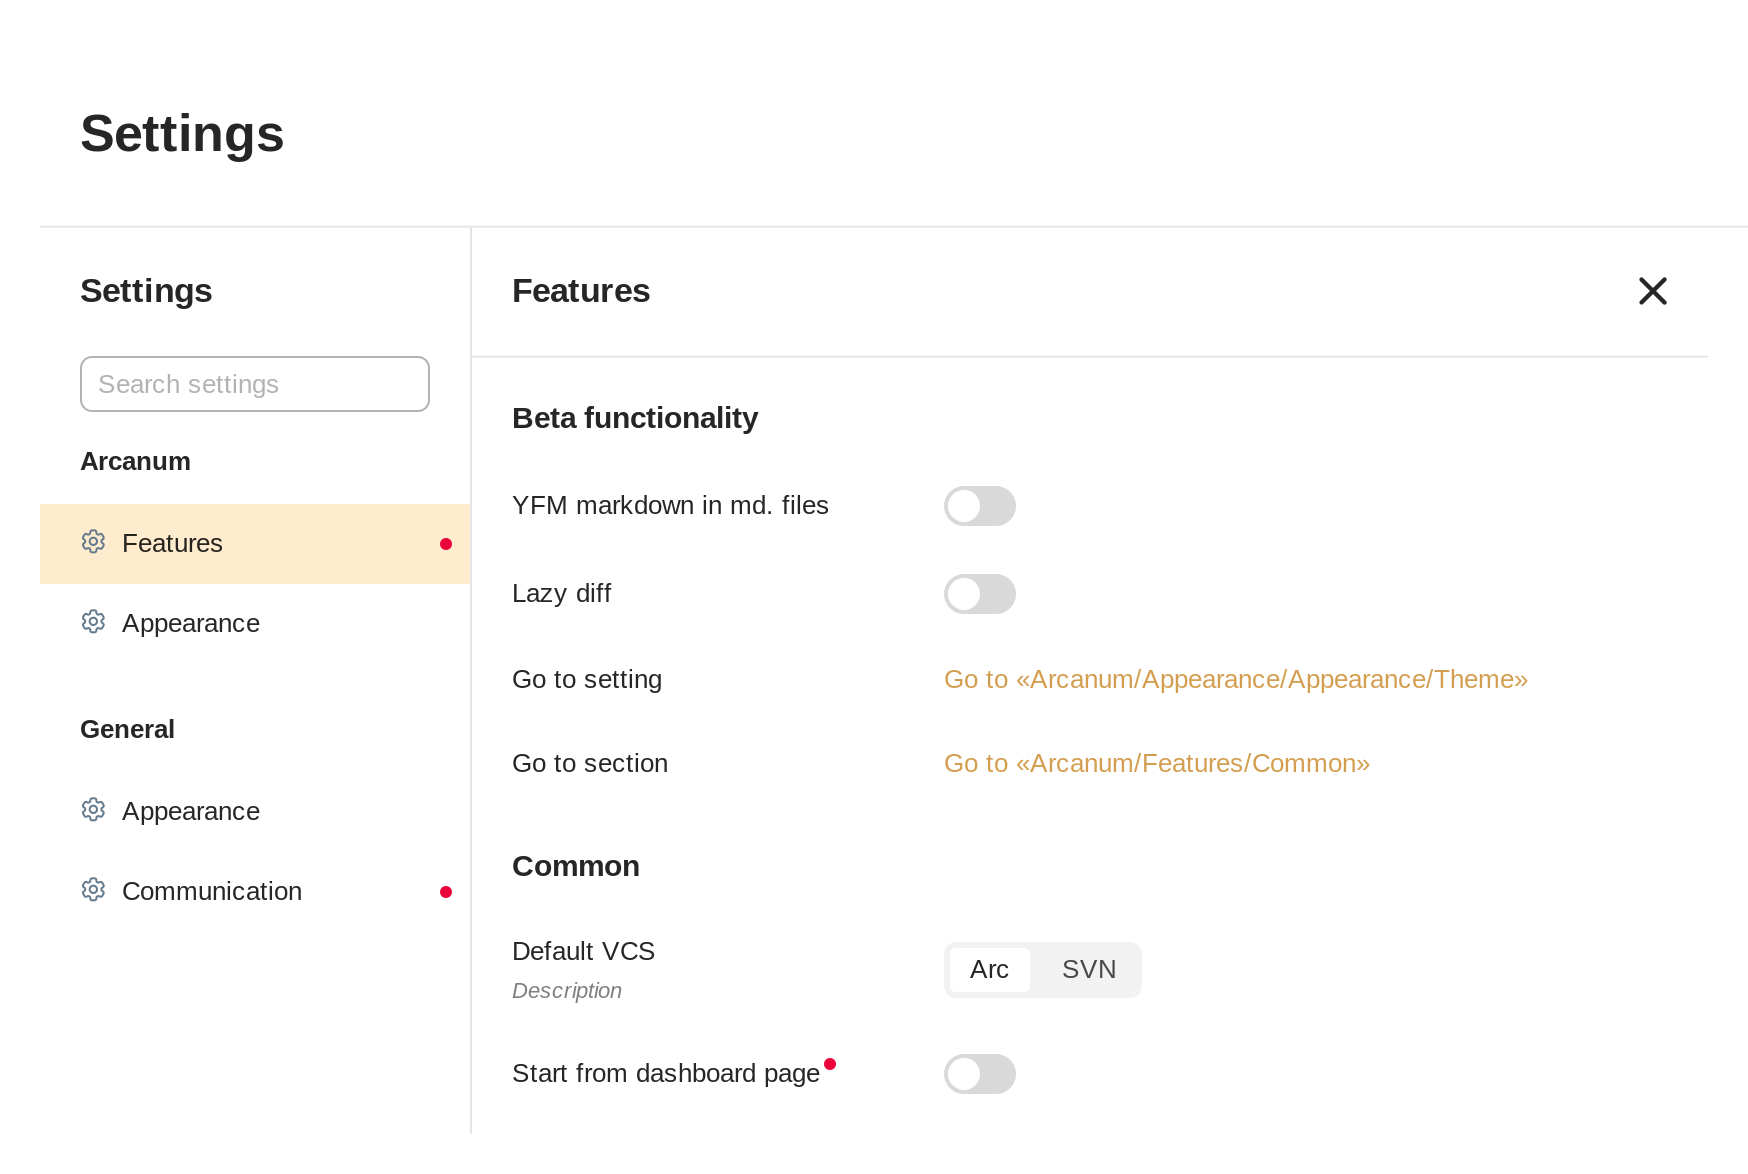 Settings
Settings
Search settings
Arcanum
Features
Appearance
General
Appearance
Communication
Features
Beta functionality
YFM markdown in md. files
Lazy diff
Go to setting
Go to «Arcanum/Appearance/Appearance/Theme»
Go to section
Go to «Arcanum/Features/Common»
Common
Default VCS
Description
Arc
SVN
Start from dashboard page